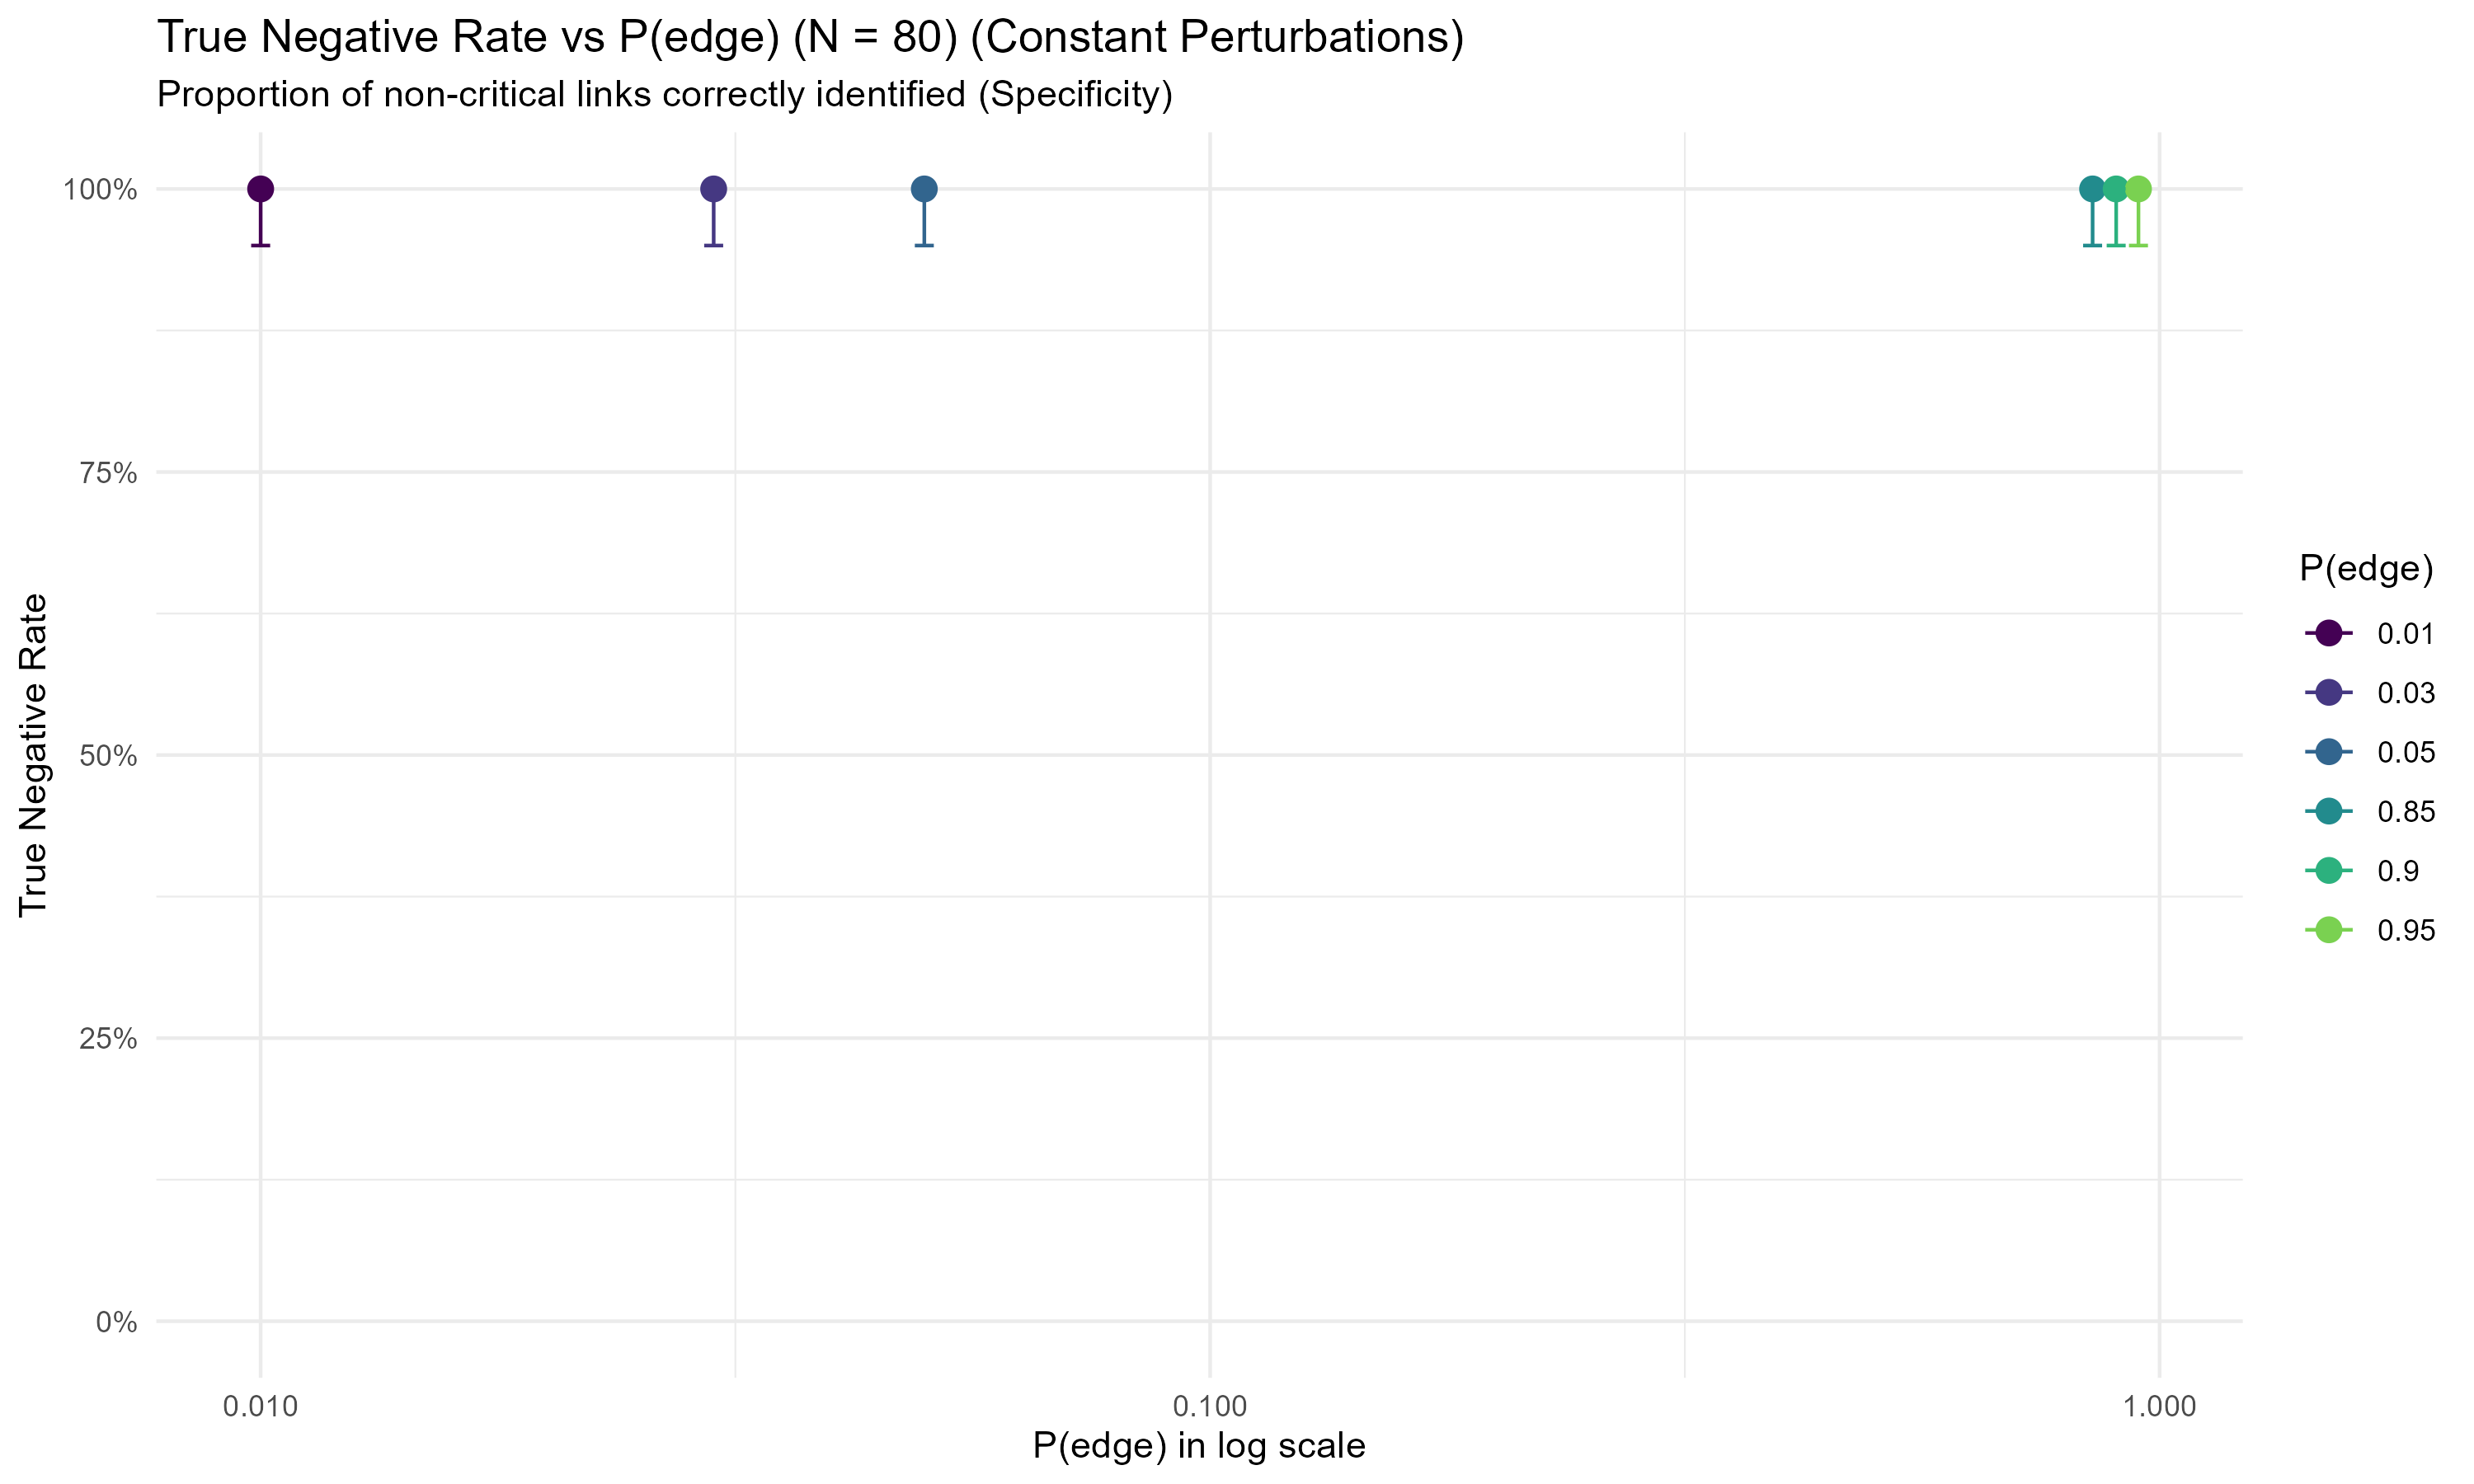 True Negative Rate vs P(edge) (N = 80) (Constant Perturbations)
Proportion of non-critical links correctly identified (Specificity)
100%
75%
50%
25%
0%
True Negative Rate
0.010
0.100
1.000
P(edge) in log scale
P(edge)
0.01
0.03
0.05
0.85
0.9
0.95